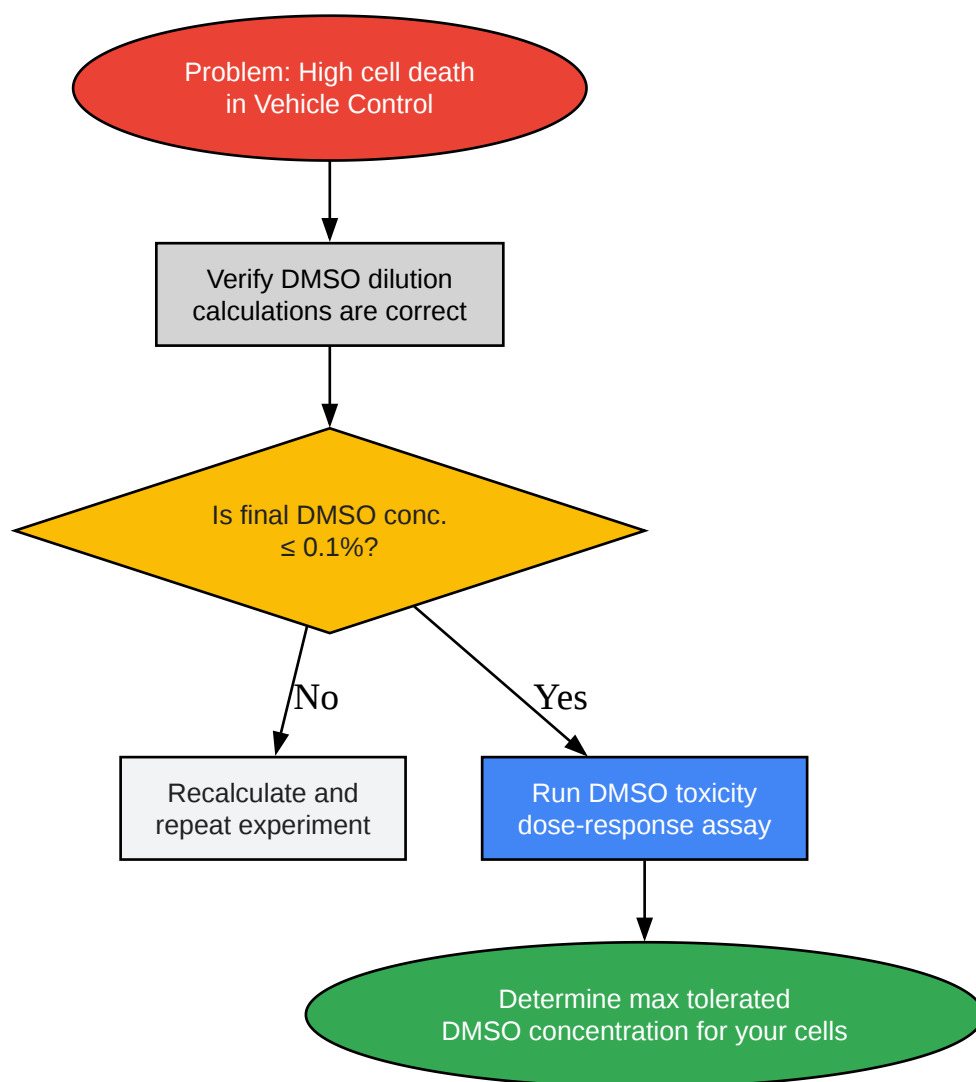 Problem: High cell death
in Vehicle Control
Verify DMSO dilution
calculations are correct
Is final DMSO conc.
≤ 0.1%?
No
Yes
Recalculate and
repeat experiment
Run DMSO toxicity
dose-response assay
Determine max tolerated
DMSO concentration for your cells